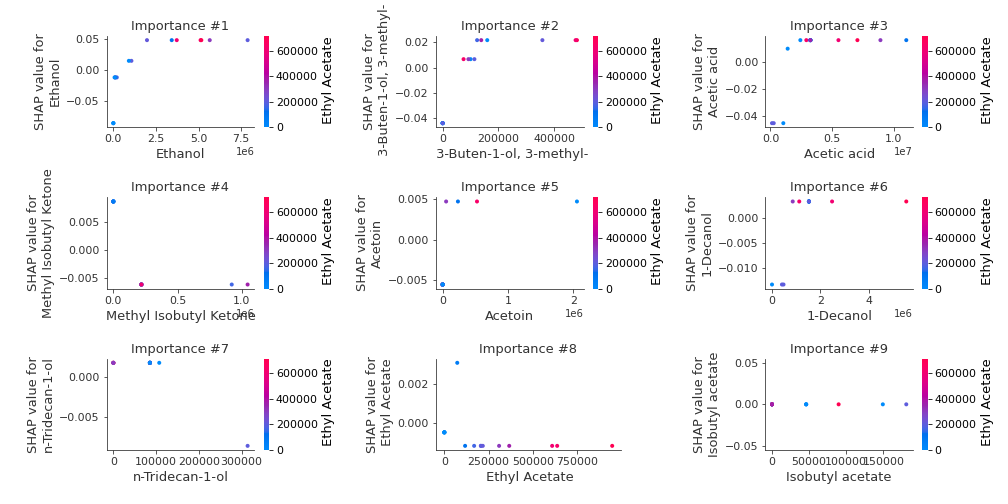 Importance #1
SHAP value for
Ethanol
0.05
0.00
−0.05
0.0
2.5
5.0
7.5
1e6
Ethanol
600000
400000
200000
0
Ethyl Acetate
Importance #2
SHAP value for
3-Buten-1-ol, 3-methyl-
0.02
0.00
−0.02
−0.04
0
200000
400000
3-Buten-1-ol, 3-methyl-
600000
400000
200000
0
Ethyl Acetate
Importance #3
SHAP value for
Acetic acid
0.00
−0.02
−0.04
0.0
0.5
1.0
1e7
Acetic acid
600000
400000
200000
0
Ethyl Acetate
Importance #4
SHAP value for
Methyl Isobutyl Ketone
0.005
0.000
−0.005
0.0
0.5
1.0
1e6
Methyl Isobutyl Ketone
600000
400000
200000
0
Ethyl Acetate
Importance #5
SHAP value for
Acetoin
0.005
0.000
−0.005
0
1
2
1e6
Acetoin
600000
400000
200000
0
Ethyl Acetate
Importance #6
SHAP value for
1-Decanol
0.000
−0.005
−0.010
0
2
4
1e6
1-Decanol
600000
400000
200000
0
Ethyl Acetate
Importance #7
SHAP value for
n-Tridecan-1-ol
0.000
−0.005
0
100000
200000
300000
n-Tridecan-1-ol
600000
400000
200000
0
Ethyl Acetate
Importance #8
SHAP value for
Ethyl Acetate
0.002
0.000
0
250000
500000
750000
Ethyl Acetate
Importance #9
SHAP value for
Isobutyl acetate
0.05
0.00
−0.05
0
50000
100000
150000
Isobutyl acetate
600000
400000
200000
0
Ethyl Acetate